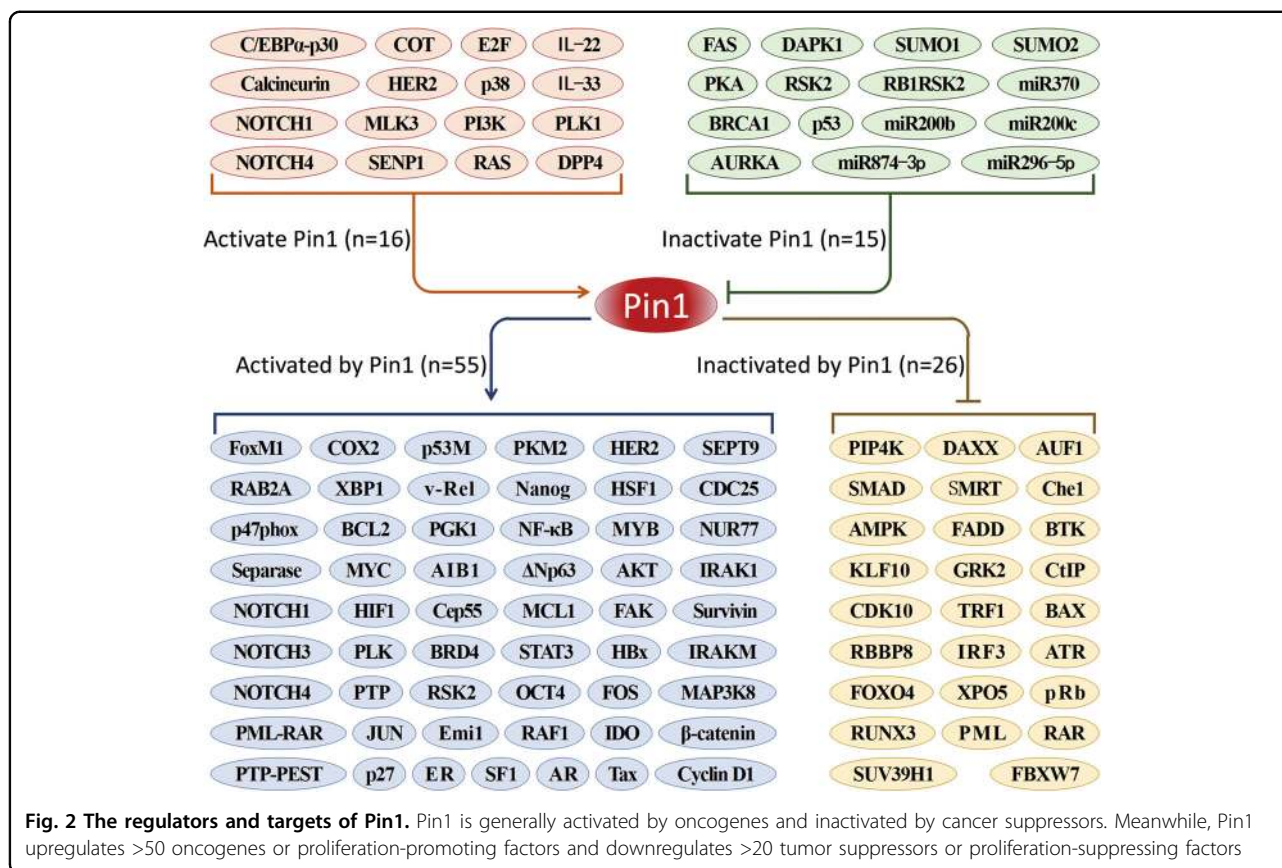 C/EBPα-p30 COT E2F IL-22
Calcineurin HER2 p38 IL-33
NOTCH1 MLK3 PI3K PLK1
NOTCH4 SENP1 RAS DPP4
FAS DAPK1 SUMO1 SUMO2
PKA RSK2 RB1RSK2 miR370
BRCA1 p53 miR200b miR200c
AURKA miR874-3p miR296-5p
Activate Pin1 (n=16)
Inactivate Pin1 (n=15)
Pin1
Activated by Pin1 (n=55)
Inactivated by Pin1 (n=26)
FoxM1 COX2 p53M PKM2 HER2 SEPT9
RAB2A XBP1 v-Rel Nanog HSF1 CDC25
p47phox BCL2 PGK1 NF-κB MYB NUR77
Separase MYC AIB1 ΔNp63 AKT IRAK1
NOTCH1 HIF1 Cep55 MCL1 FAK Survivin
NOTCH3 PLK BRD4 STAT3 HBx IRAKM
NOTCH4 PTP RSK2 OCT4 FOS MAP3K8
PML-RAR JUN Emi1 RAF1 IDO β-catenin
PTP-PEST p27 ER SF1 AR Tax Cyclin D1
PIP4K DAXX AUF1
SMAD SMRT Che1
AMPK FADD BTK
KLF10 GRK2 CtIP
CDK10 TRF1 BAX
RBBP8 IRF3 ATR
FOXO4 XPO5 pRb
RUNX3 PML RAR
SUV39H1 FBXW7
Fig. 2 The regulators and targets of Pin1. Pin1 is generally activated by oncogenes and inactivated by cancer suppressors. Meanwhile, Pin1
upregulates >50 oncogenes or proliferation-promoting factors and downregulates >20 tumor suppressors or proliferation-suppressing factors